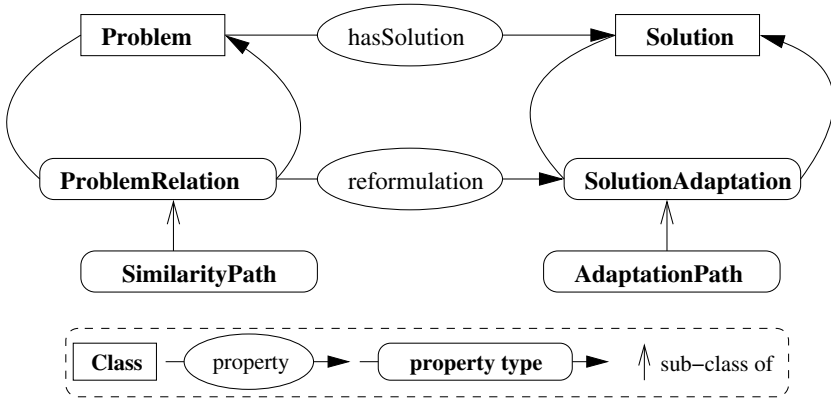 Problem hasSolution Solution
ProblemRelation reformulation SolutionAdaptation
SimilarityPath AdaptationPath
Class property property type sub−class of